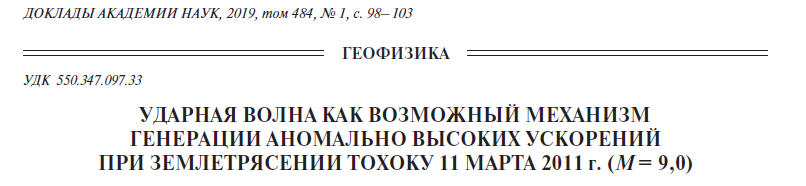 ДОКЛАДЫ АКАДЕМИИ НАУК, 2019, том 484, № 1, с. 98–103
ГЕОФИЗИКА
УДК 550.347.097.33
УДАРНАЯ ВОЛНА КАК ВОЗМОЖНЫЙ МЕХАНИЗМ
ГЕНЕРАЦИИ АНОМАЛЬНО ВЫСОКИХ УСКОРЕНИЙ
ПРИ ЗЕМЛЕТРЯСЕНИИ ТОХОКУ 11 МАРТА 2011 г. (M = 9,0)